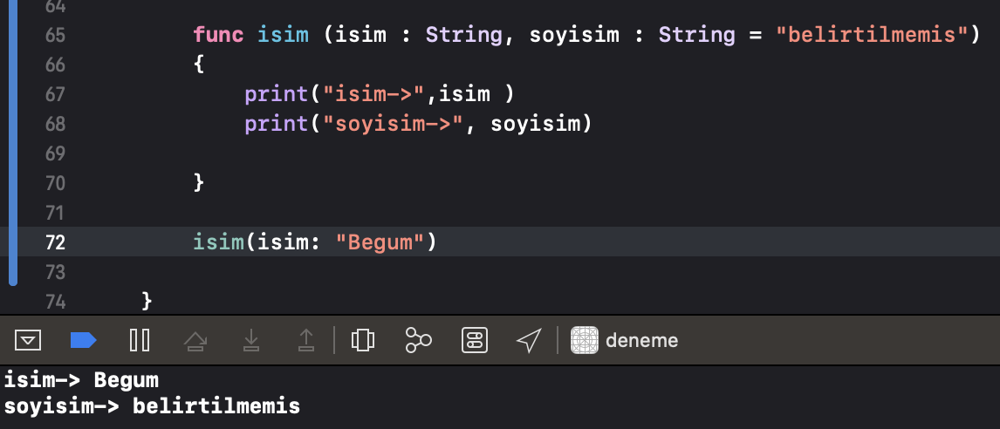 64
65 func isim (isim : String, soyisim : String = "belirtilmemis")
66 {
67 print("isim->",isim )
68 print("soyisim->", soyisim)
69
70 }
71
72 isim(isim: "Begum")
73
74 }
deneme
isim-> Begum
soyisim-> belirtilmemis